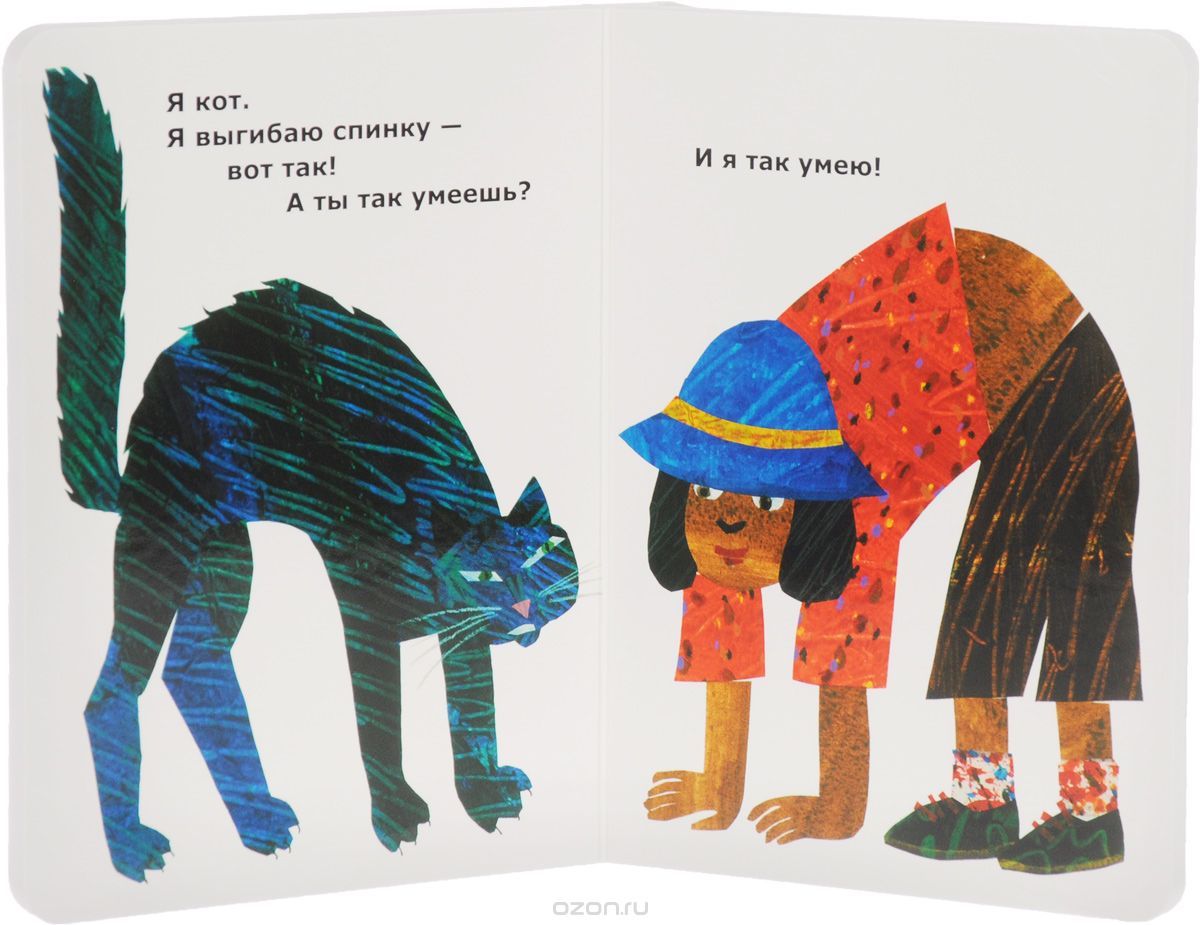 Я кот.
Я выгибаю спинку —
вот так!
А ты так умеешь?
И я так умею!
ozon.ru